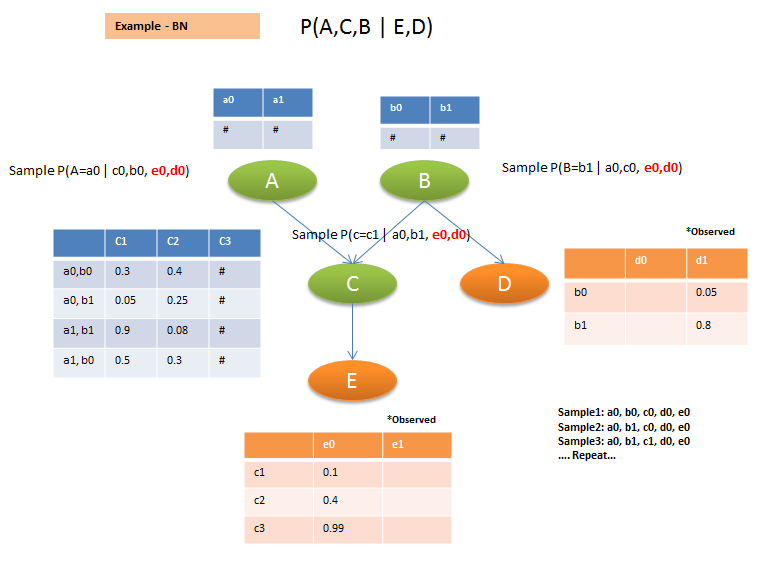 Example - BN
P(A,C,B | E,D)
a0 a1
# #
b0 b1
# #
Sample P(A=a0 | c0,b0, e0,d0)
A
B
Sample P(B=b1 | a0,c0, e0,d0)
Sample P(c=c1 | a0,b1, e0,d0)
C1 C2 C3
a0,b0 0.3 0.4 #
a0, b1 0.05 0.25 #
a1, b1 0.9 0.08 #
a1, b0 0.5 0.3 #
C
D
*Observed
d0 d1
b0 0.05
b1 0.8
E
*Observed
e0 e1
c1 0.1
c2 0.4
c3 0.99
Sample1: a0, b0, c0, d0, e0
Sample2: a0, b1, c0, d0, e0
Sample3: a0, b1, c1, d0, e0
.... Repeat...